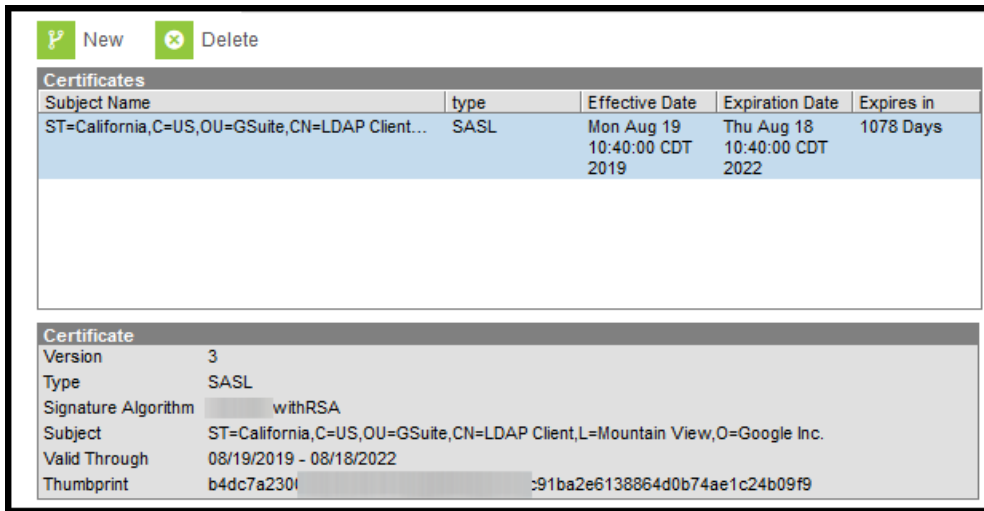 New Delete
Certificates
Subject Name type Effective Date Expiration Date Expires in
ST=California,C=US,OU=GSuite,CN=LDAP Client... SASL Mon Aug 19 Thu Aug 18 1078 Days
10:40:00 CDT 10:40:00 CDT
2019 2022
Certificate
Version 3
Type SASL
Signature Algorithm withRSA
Subject ST=California,C=US,OU=GSuite,CN=LDAP Client,L=Mountain View,O=Google Inc.
Valid Through 08/19/2019 - 08/18/2022
Thumbprint b4dc7a230 c91ba2e6138864d0b74ae1c24b09f9